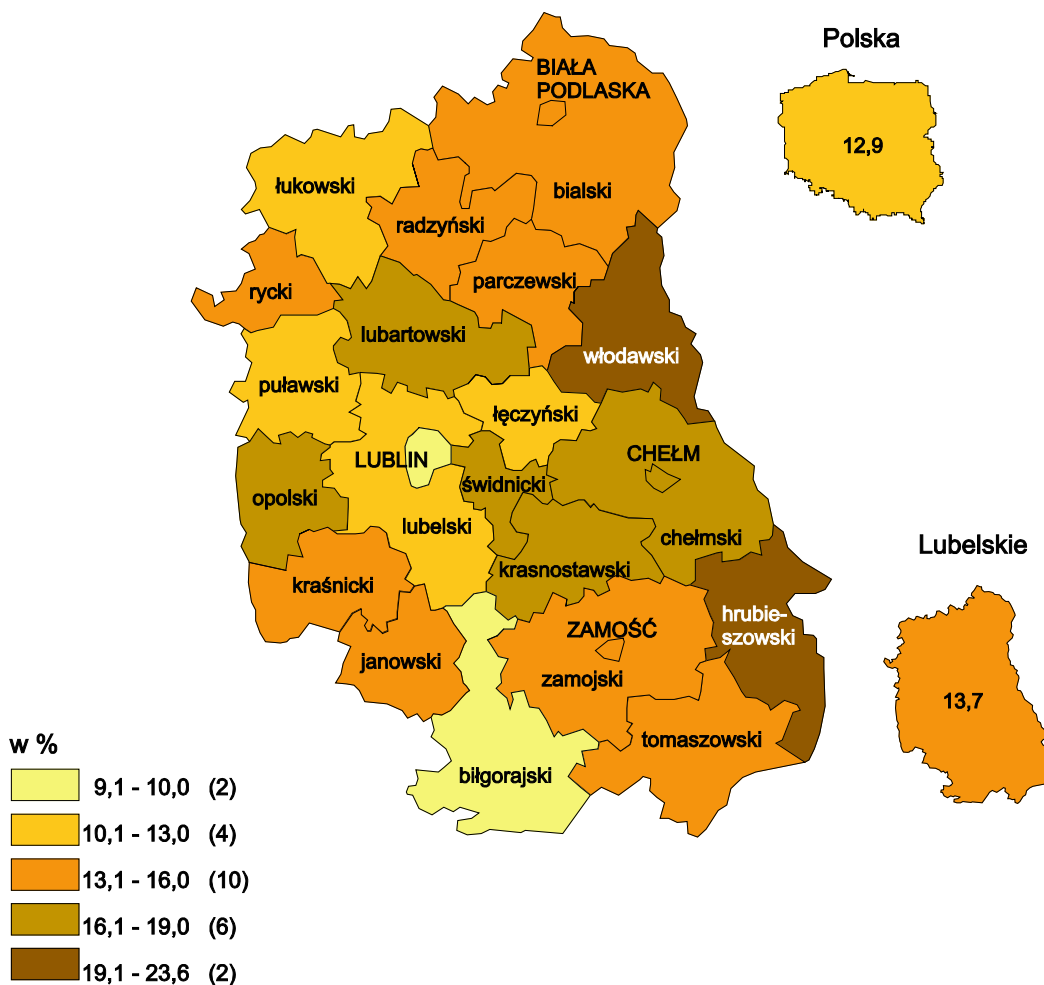 Polska
12,9
BIAŁA
PODLASKA
łukowski
bialski
radzyński
parczewski
rycki
lubartowski
włodawski
puławski
łęczyński
LUBLIN
CHEŁM
świdnicki
opolski
lubelski
chełmski
krasnostawski
kraśnicki
hrubie-
szowski
ZAMOŚĆ
janowski
zamojski
tomaszowski
biłgorajski
Lubelskie
13,7
w %
9,1 - 10,0 (2)
10,1 - 13,0 (4)
13,1 - 16,0 (10)
16,1 - 19,0 (6)
19,1 - 23,6 (2)